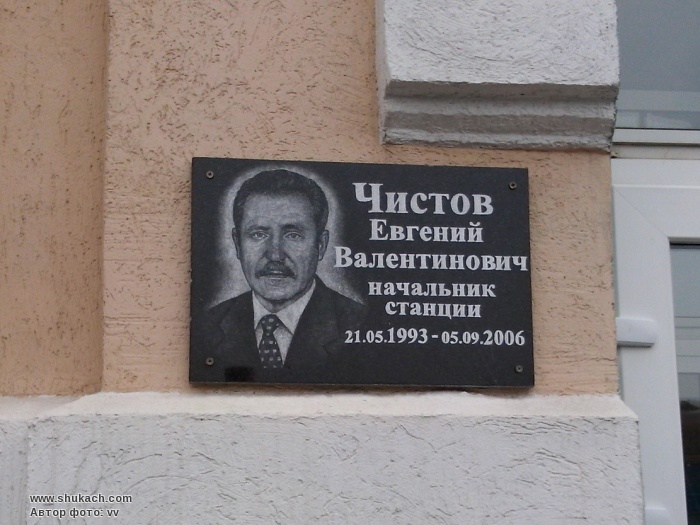 Чистов
Евгений
Валентинович
начальник
станции
21.05.1993 - 05.09.2006
www.shukach.com
Автор фото: vv